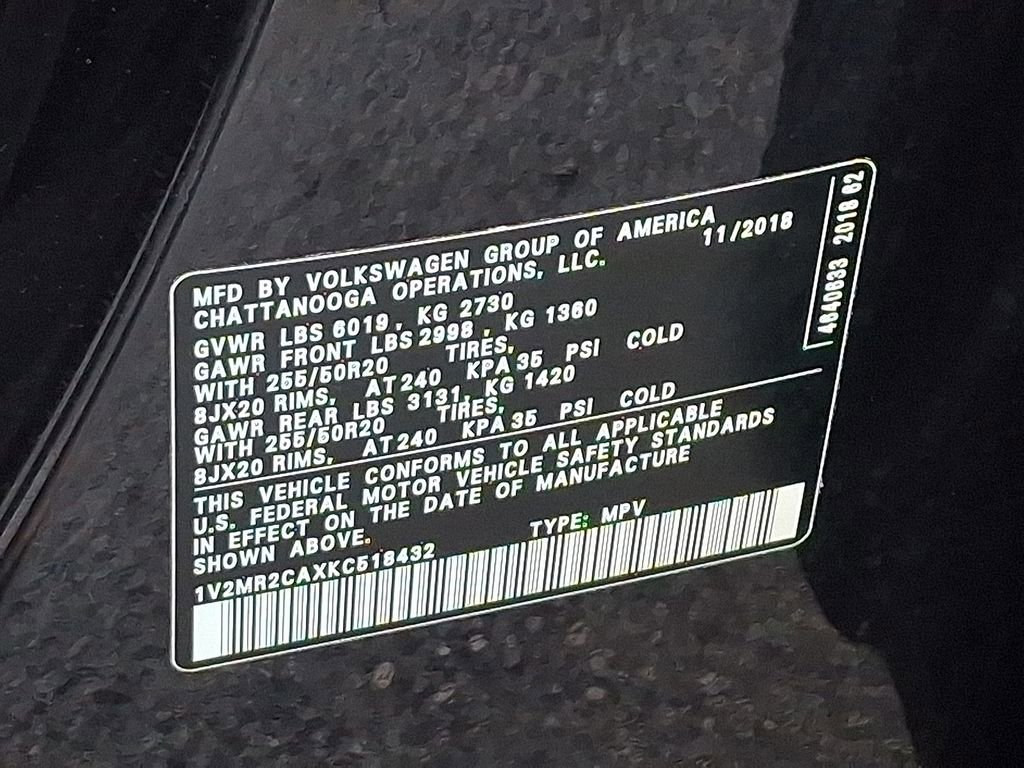 MFD BY VOLKSWAGEN GROUP OF AMERICA
CHATTANOOGA OPERATIONS, LLC. 11/2018
GVWR LBS 6019, KG 2730
GAWR FRONT LBS 2998, KG 1360
WITH 255/50R20 TIRES,
8JX20 RIMS, AT 240 KPA 35 PSI COLD
GAWR REAR LBS 3131, KG 1420
WITH 255/50R20 TIRES,
8JX20 RIMS, AT 240 KPA 35 PSI COLD
THIS VEHICLE CONFORMS TO ALL APPLICABLE
U.S. FEDERAL MOTOR VEHICLE SAFETY STANDARDS
IN EFFECT ON THE DATE OF MANUFACTURE
SHOWN ABOVE.
1V2MR2CAXKC518432 TYPE: MPV
4640633 2018 62